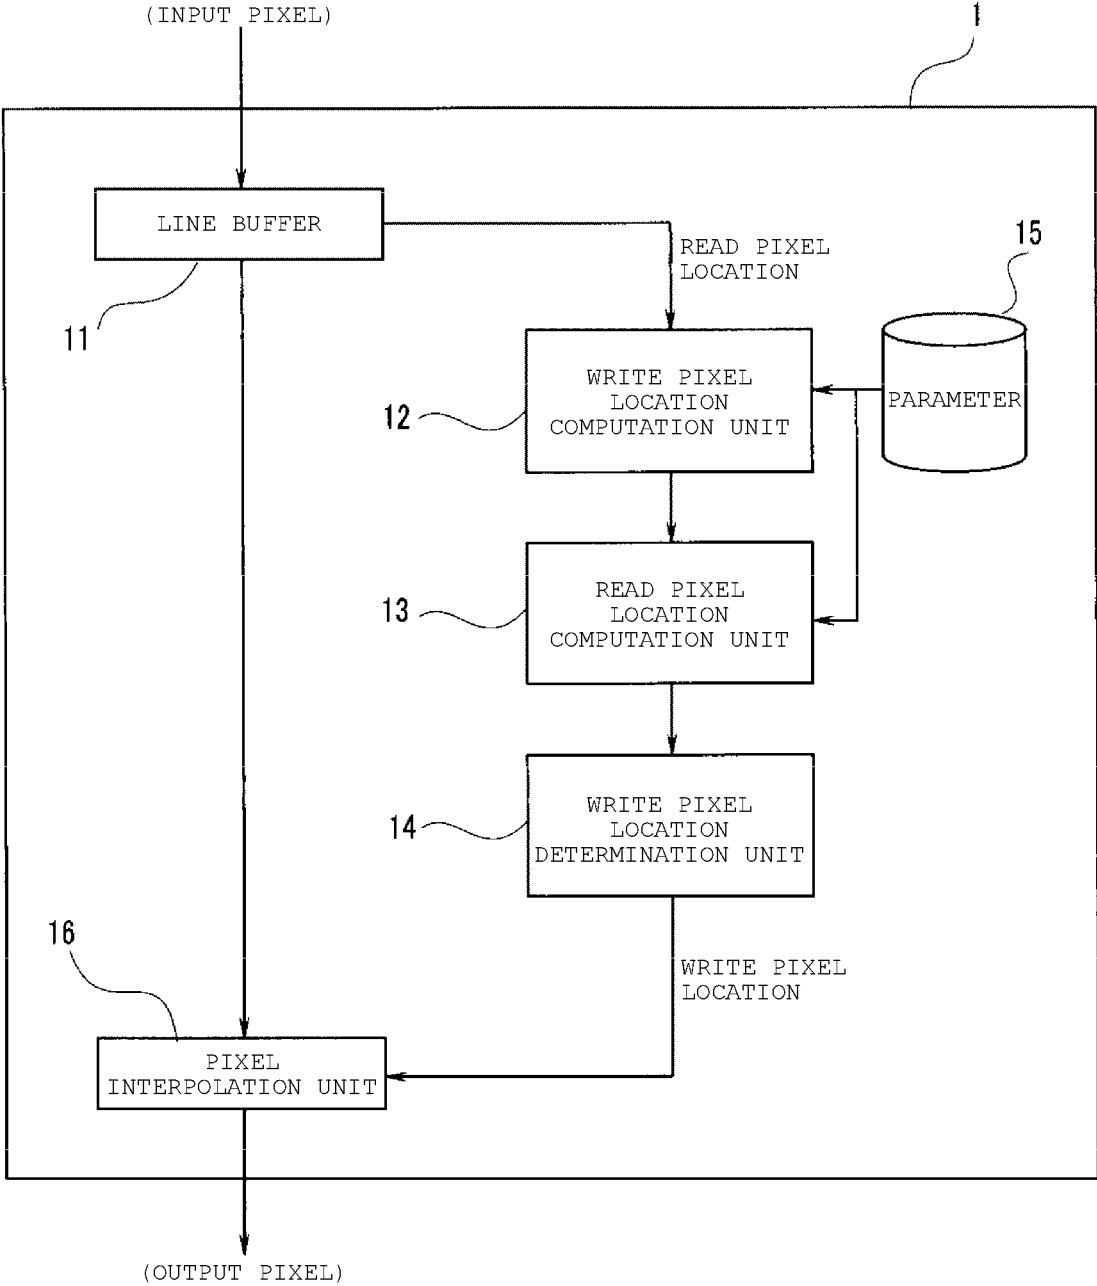 (INPUT PIXEL)
1
LINE BUFFER
11
READ PIXEL
LOCATION
15
PARAMETER
WRITE PIXEL
LOCATION
COMPUTATION UNIT
12
READ PIXEL
LOCATION
COMPUTATION UNIT
13
WRITE PIXEL
LOCATION
DETERMINATION UNIT
14
WRITE PIXEL
LOCATION
16
PIXEL
INTERPOLATION UNIT
(OUTPUT PIXEL)